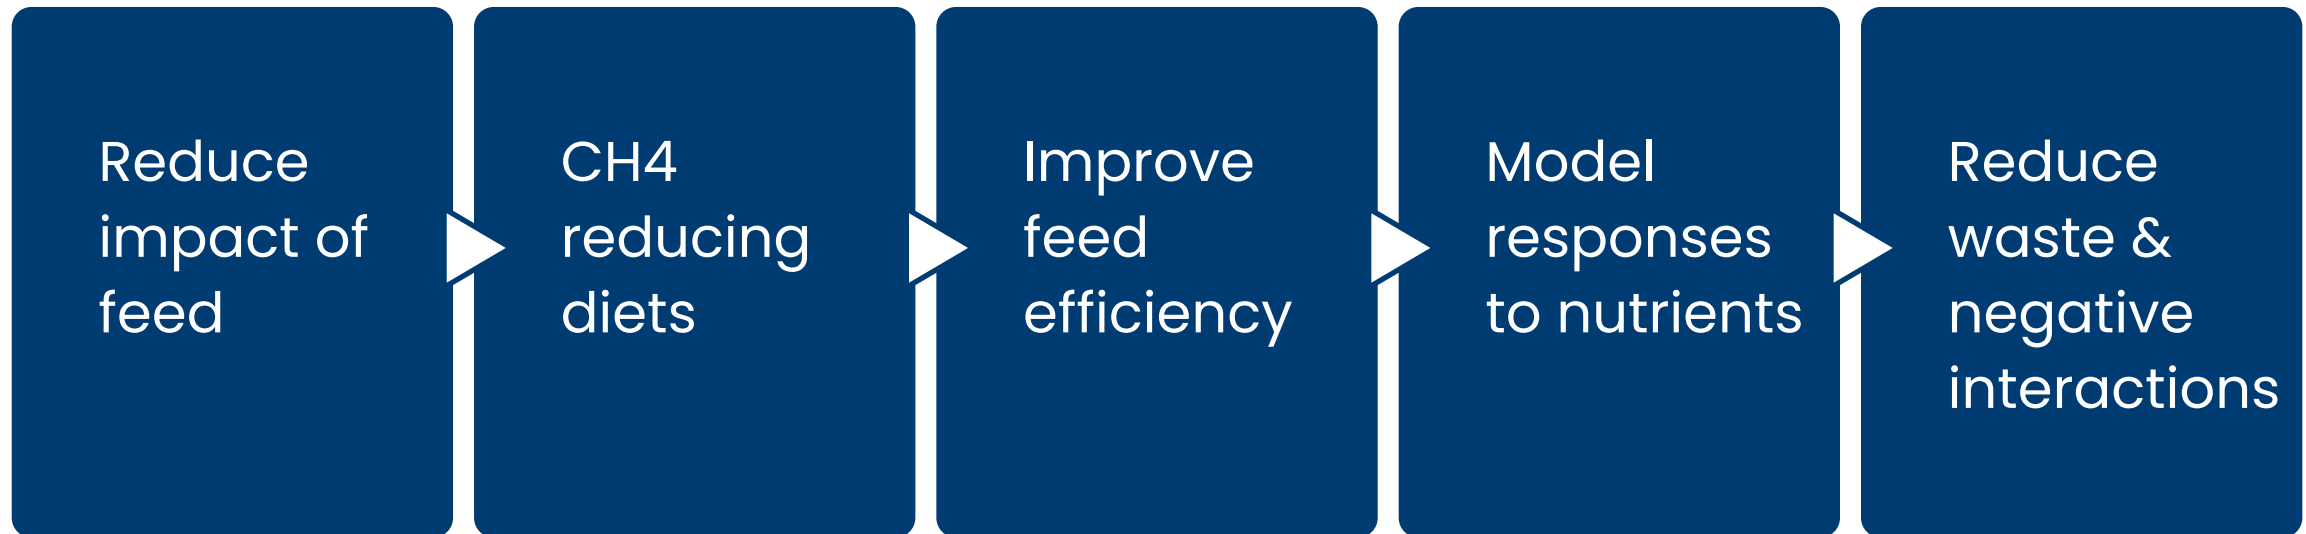 Reduce
impact of
feed
CH4
reducing
diets
Improve
feed
efficiency
Model
responses
to nutrients
Reduce
waste &
negative
interactions